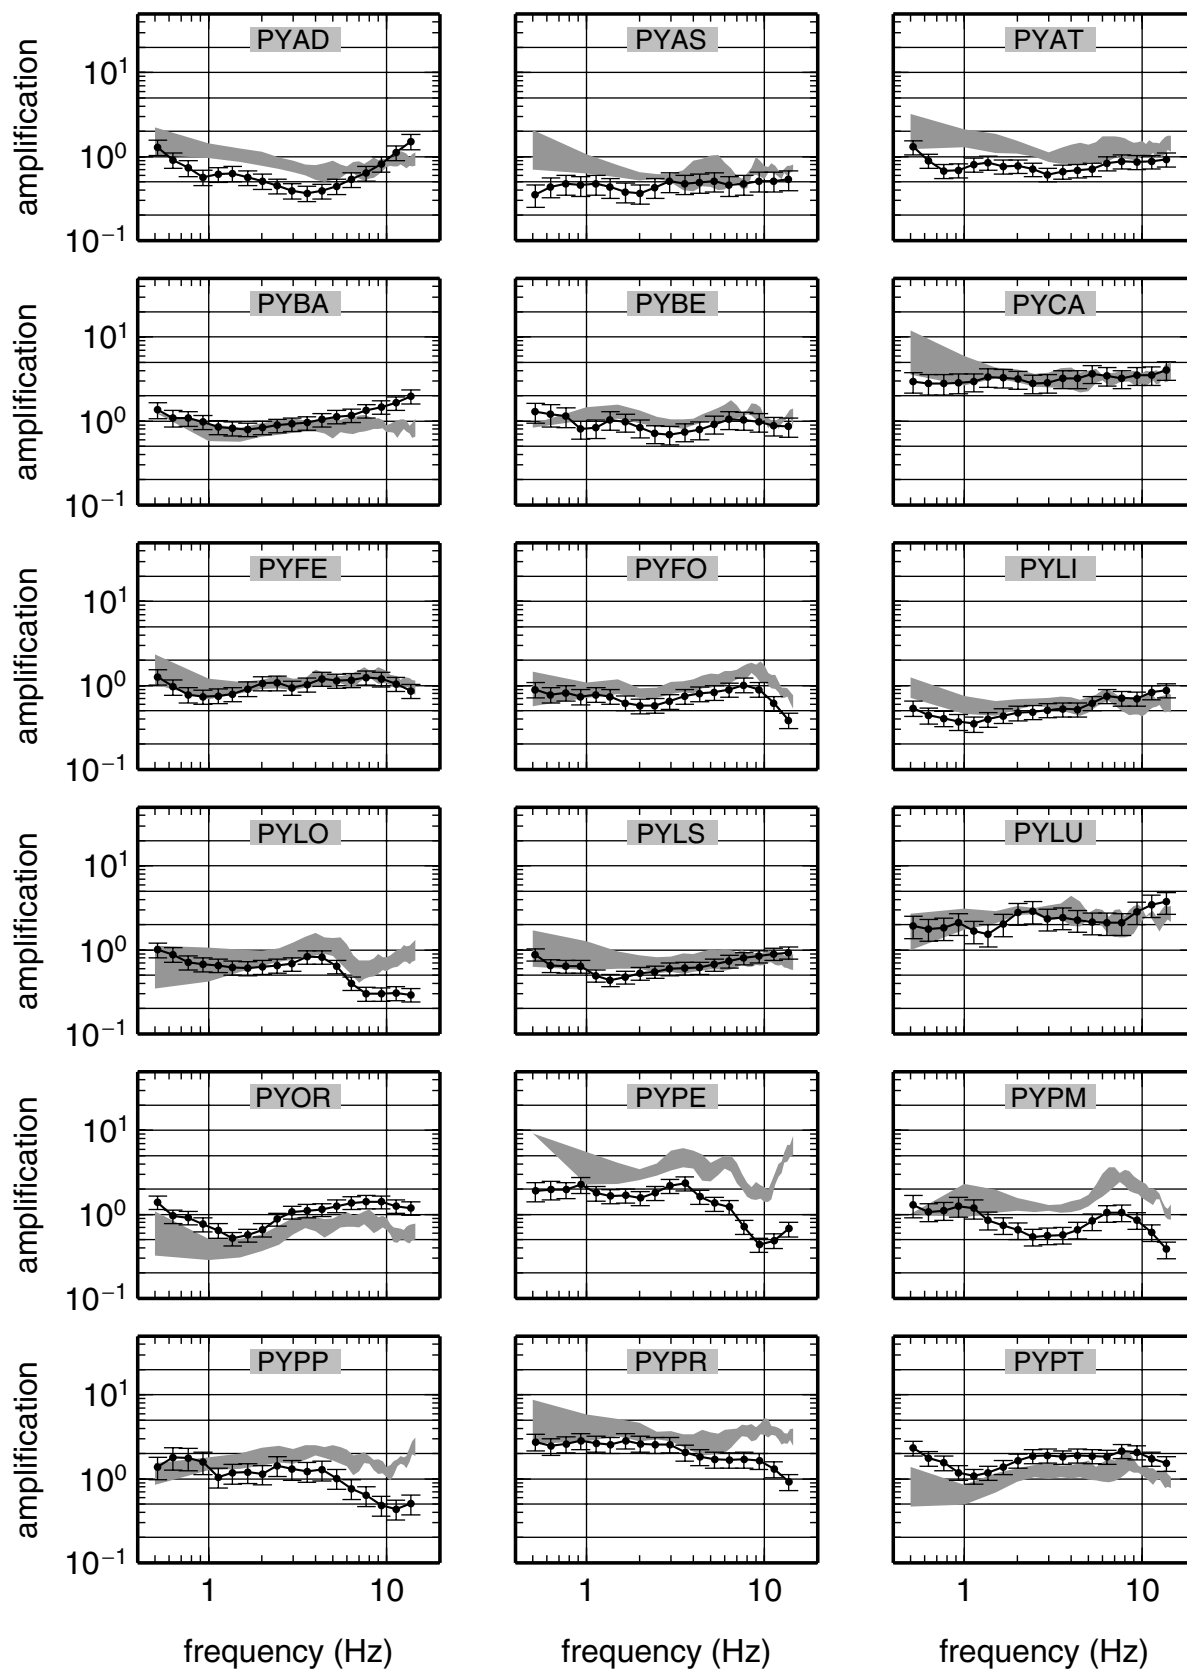 PYAD PYAS PYAT
amplification
10¹
10⁰
10⁻¹
PYBA PYBE PYCA
amplification
10¹
10⁰
10⁻¹
PYFE PYFO PYLI
amplification
10¹
10⁰
10⁻¹
PYLO PYLS PYLU
amplification
10¹
10⁰
10⁻¹
PYOR PYPE PYPM
amplification
10¹
10⁰
10⁻¹
PYPP PYPR PYPT
amplification
10¹
10⁰
10⁻¹
1 10 1 10 1 10
frequency (Hz) frequency (Hz) frequency (Hz)